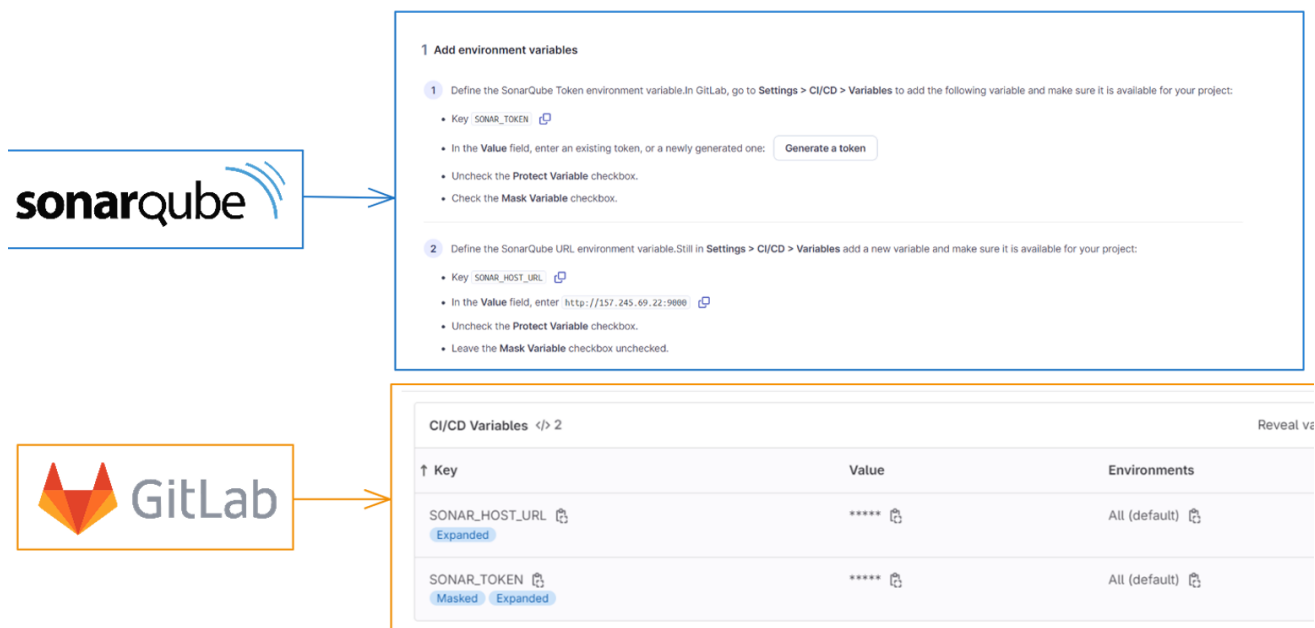 1 Add environment variables
1 Define the SonarQube Token environment variable.In GitLab, go to Settings > CI/CD > Variables to add the following variable and make sure it is available for your project:
• Key SONAR_TOKEN
• In the Value field, enter an existing token, or a newly generated one: Generate a token
• Uncheck the Protect Variable checkbox.
• Check the Mask Variable checkbox.
sonarqube
2 Define the SonarQube URL environment variable.Still in Settings > CI/CD > Variables add a new variable and make sure it is available for your project:
• Key SONAR_HOST_URL
• In the Value field, enter http://157.245.69.22:9000
• Uncheck the Protect Variable checkbox.
• Leave the Mask Variable checkbox unchecked.
GitLab
CI/CD Variables </> 2 Reveal va
↑ Key Value Environments
SONAR_HOST_URL ***** All (default)
Expanded
SONAR_TOKEN ***** All (default)
Masked Expanded